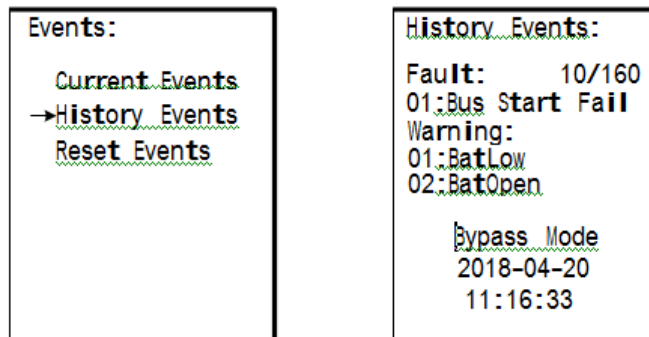 Events:
Current Events
→History Events
Reset Events
History Events:
Fault: 10/160
01:Bus Start Fail
Warning:
01:BatLow
02:BatOpen
Bypass Mode
2018-04-20
11:16:33